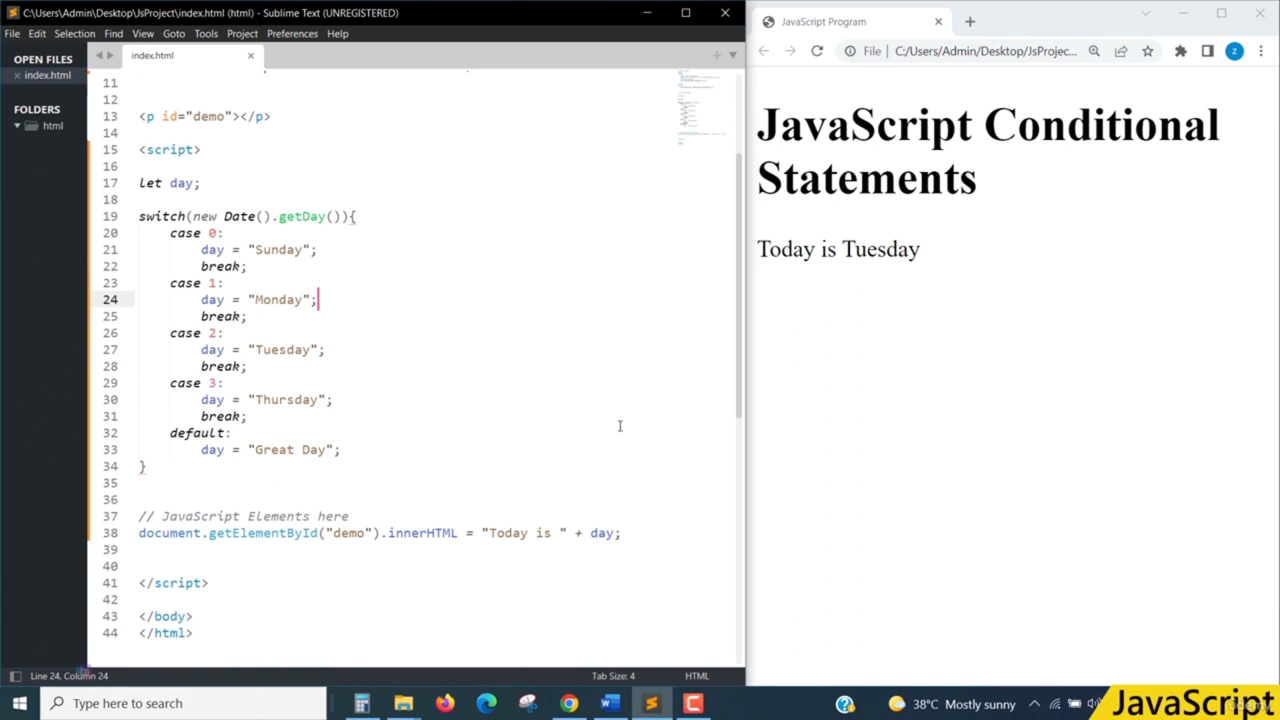 C:\Users\Admin\Desktop\JsProject\index.html (html) - Sublime Text (UNREGISTERED)
File Edit Selection Find View Goto Tools Project Preferences Help
OPEN FILES
index.html
FOLDERS
html
index.html
11
12
13 <p id="demo"></p>
14
15 <script>
16
17 let day;
18
19 switch(new Date().getDay()){
20 case 0:
21 day = "Sunday";
22 break;
23 case 1:
24 day = "Monday";
25 break;
26 case 2:
27 day = "Tuesday";
28 break;
29 case 3:
30 day = "Thursday";
31 break;
32 default:
33 day = "Great Day";
34 }
35
36
37 // JavaScript Elements here
38 document.getElementById("demo").innerHTML = "Today is " + day;
39
40
41 </script>
42
43 </body>
44 </html>
Line 24, Column 24 Tab Size: 4 HTML
JavaScript Program
File C:/Users/Admin/Desktop/JsProjec...
Z
JavaScript Conditional
Statements
Today is Tuesday
Type here to search
38°C Mostly sunny
JavaScript
Udemy